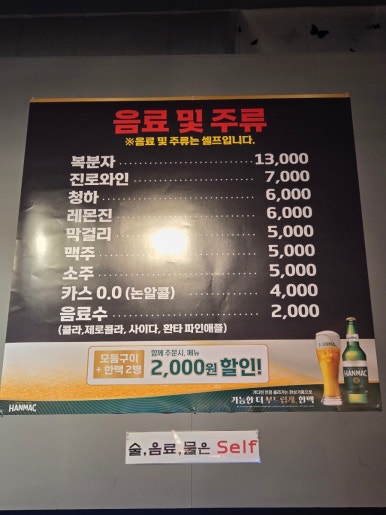 음료 및 주류
※음료 및 주류는 셀프입니다.
복분자 13,000
진로와인 7,000
청하 6,000
레몬진 6,000
막걸리 5,000
맥주 5,000
소주 5,000
카스 0.0 (논알콜) 4,000
음료수 2,000
(콜라,제로콜라, 사이다, 환타 파인애플)
모둠구이
+ 한맥 2병
함께 주문시, 메뉴
2,000원 할인!
가능한 더 부드럽게, 한맥
HANMAC
HANMAC
술,음료,물은 Self